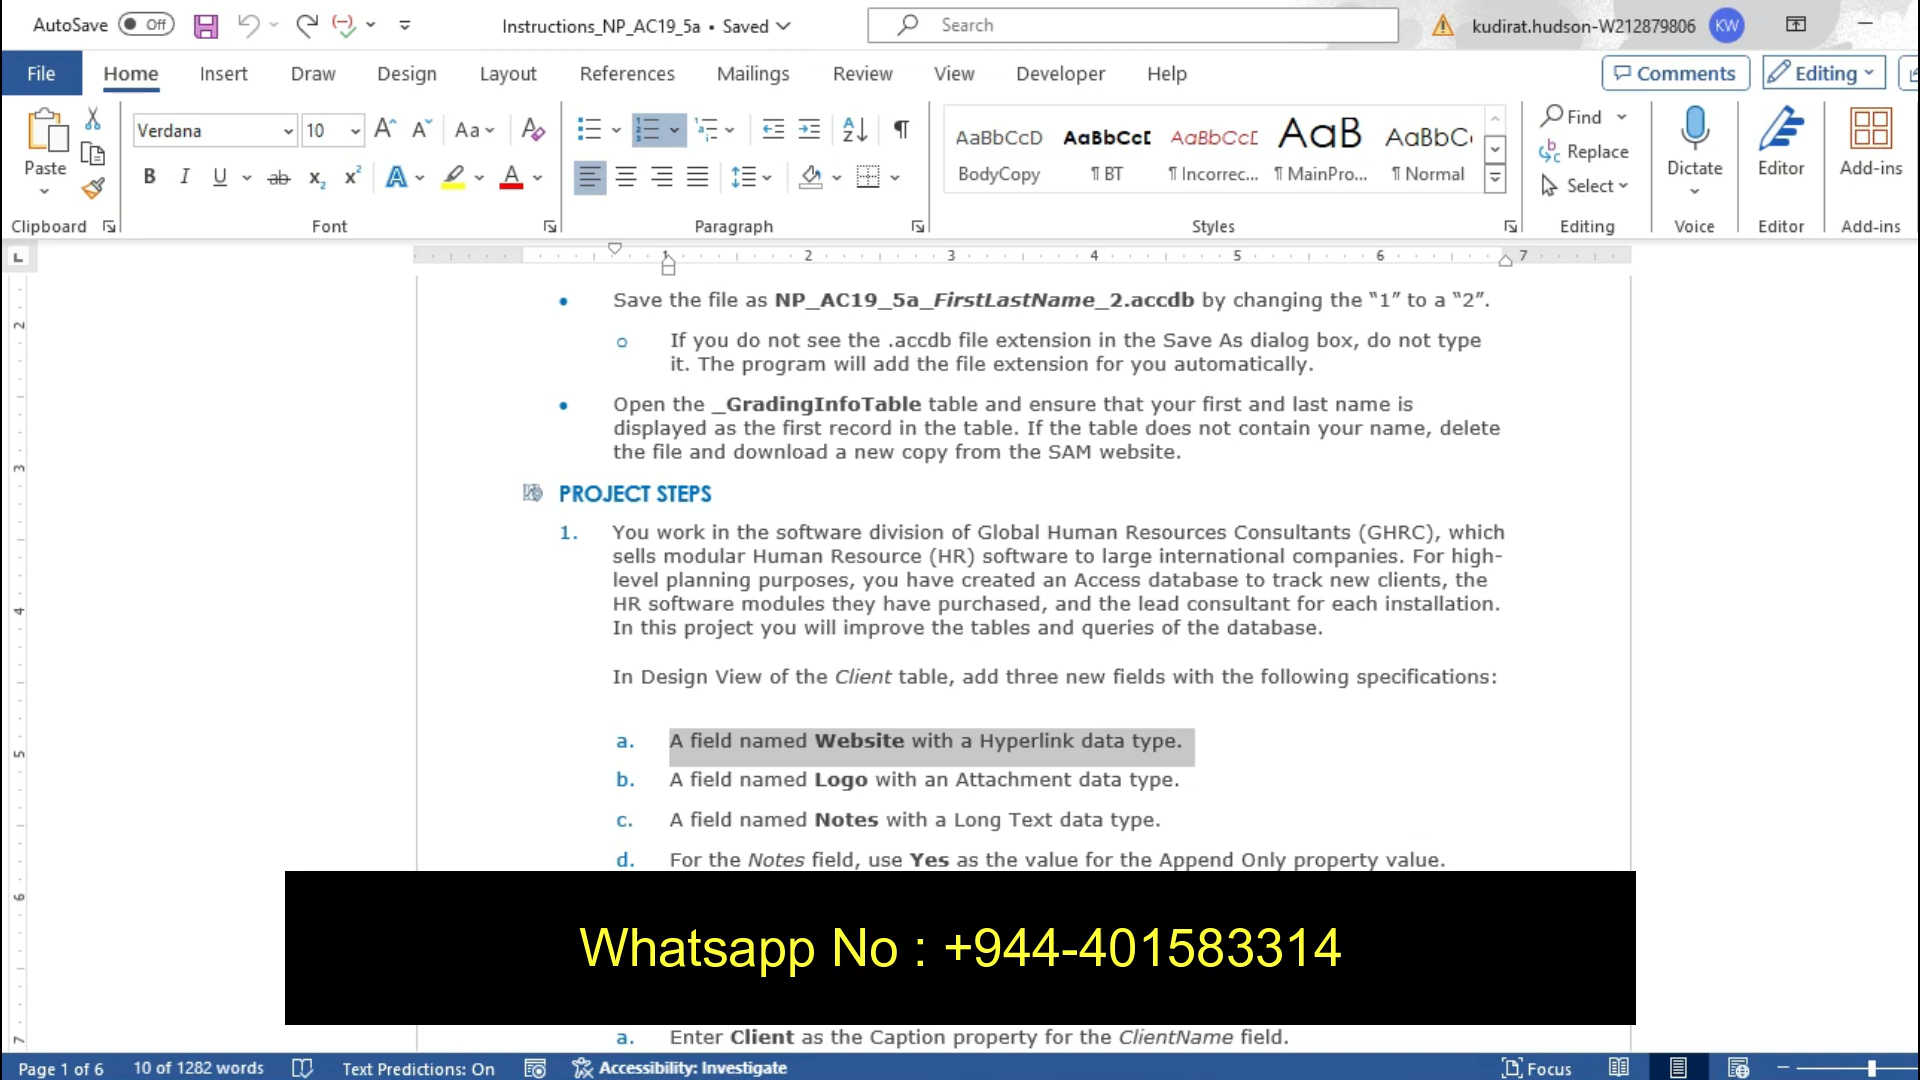 AutoSave Off Instructions_NP_AC19_5a • Saved Search kudirat.hudson-W212879806 KW
File Home Insert Draw Design Layout References Mailings Review View Developer Help Comments Editing
Paste Verdana 10 A A Aa A AaBbCcD AaBbCcD AaBbCcD AaB AaBbC Find Replace Select Dictate Editor Add-ins
B I U ab x2 x2 A A BodyCopy ¶ BT ¶ Incorrec... ¶ MainPro... ¶ Normal
Clipboard Font Paragraph Styles Editing Voice Editor Add-ins
1 2 3 4 5 6 7
• Save the file as NP_AC19_5a_FirstLastName_2.accdb by changing the “1” to a “2”.
o If you do not see the .accdb file extension in the Save As dialog box, do not type
it. The program will add the file extension for you automatically.
• Open the _GradingInfoTable table and ensure that your first and last name is
displayed as the first record in the table. If the table does not contain your name, delete
the file and download a new copy from the SAM website.
PROJECT STEPS
1. You work in the software division of Global Human Resources Consultants (GHRC), which
sells modular Human Resource (HR) software to large international companies. For high-
level planning purposes, you have created an Access database to track new clients, the
HR software modules they have purchased, and the lead consultant for each installation.
In this project you will improve the tables and queries of the database.
In Design View of the Client table, add three new fields with the following specifications:
a. A field named Website with a Hyperlink data type.
b. A field named Logo with an Attachment data type.
c. A field named Notes with a Long Text data type.
d. For the Notes field, use Yes as the value for the Append Only property value.
Whatsapp No : +944-401583314
a. Enter Client as the Caption property for the ClientName field.
Page 1 of 6 10 of 1282 words Text Predictions: On Accessibility: Investigate Focus